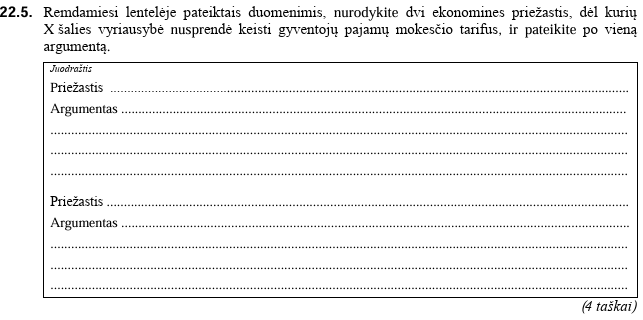 22.5. Remdamiesi lentelėje pateiktais duomenimis, nurodykite dvi ekonomines priežastis, dėl kurių
X šalies vyriausybė nusprendė keisti gyventojų pajamų mokesčio tarifus, ir pateikite po vieną
argumentą.
Juodraštis
Priežastis ..........
Argumentas ..........
..........
..........
..........
Priežastis ..........
Argumentas ..........
..........
..........
..........
(4 taškai)